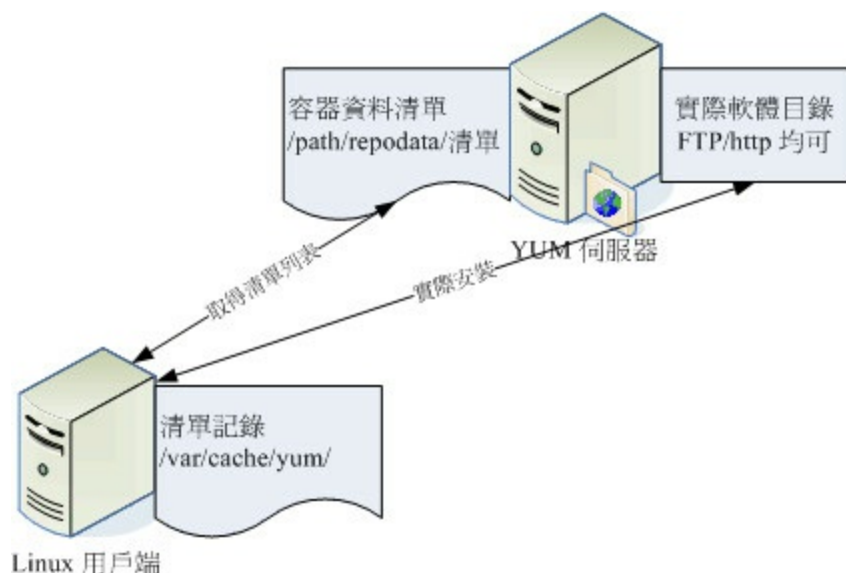 容器資料清單
/path/repodata/清單
實際軟體目錄
FTP/http 均可
YUM 伺服器
取得清單列表
實際安裝
清單記錄
/var/cache/yum/
Linux 用戶端